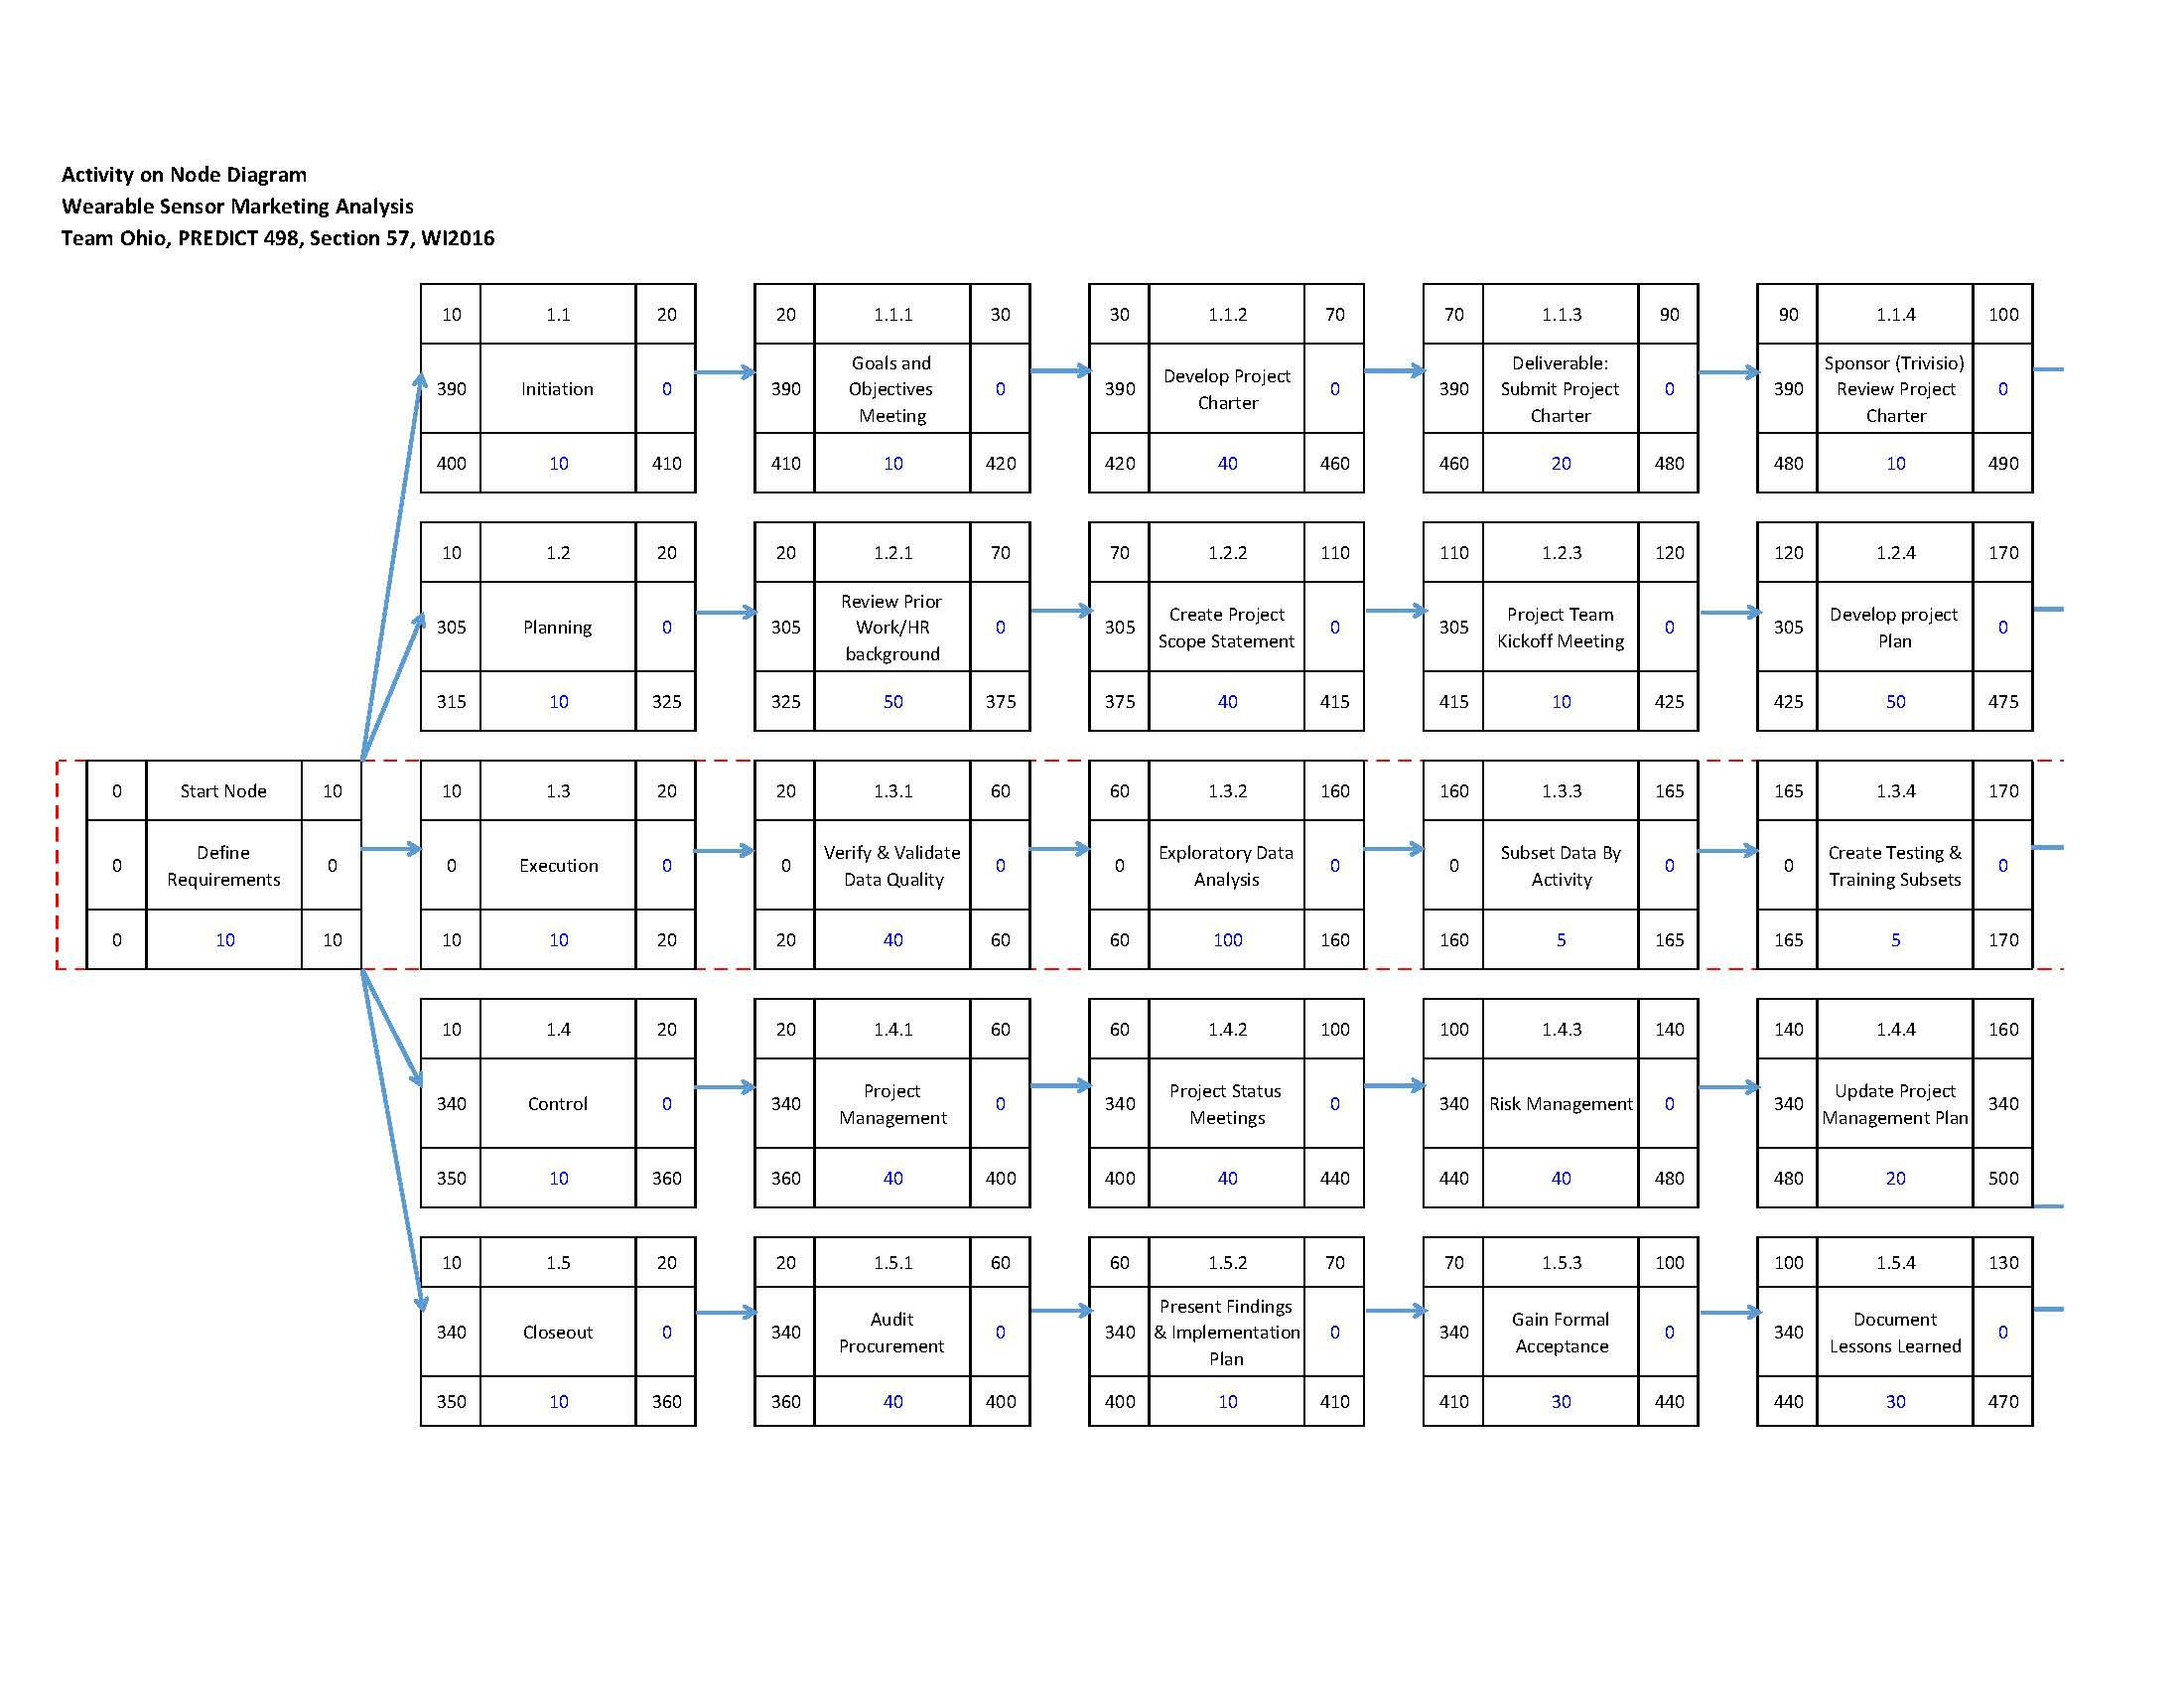 Activity on Node Diagram
Wearable Sensor Marketing Analysis
Team Ohio, PREDICT 498, Section 57, WI2016
10 1.1 20 20 1.1.1 30 30 1.1.2 70 70 1.1.3 90 90 1.1.4 100
390 Initiation 0
390 Goals and
Objectives
Meeting 0
390 Develop Project
Charter 0
390 Deliverable:
Submit Project
Charter 0
390 Sponsor (Trivisio)
Review Project
Charter 0
400 10 410 410 10 420 420 40 460 460 20 480 480 10 490
10 1.2 20 20 1.2.1 70 70 1.2.2 110 110 1.2.3 120 120 1.2.4 170
305 Planning 0
305 Review Prior
Work/HR
background 0
305 Create Project
Scope Statement 0
305 Project Team
Kickoff Meeting 0
305 Develop project
Plan 0
315 10 325 325 50 375 375 40 415 415 10 425 425 50 475
0 Start Node 10 10 1.3 20 20 1.3.1 60 60 1.3.2 160 160 1.3.3 165 165 1.3.4 170
0 Define
Requirements 0
0 Execution 0
0 Verify & Validate
Data Quality 0
0 Exploratory Data
Analysis 0
0 Subset Data By
Activity 0
0 Create Testing &
Training Subsets 0
0 10 10 10 10 20 20 40 60 60 100 160 160 5 165 165 5 170
10 1.4 20 20 1.4.1 60 60 1.4.2 100 100 1.4.3 140 140 1.4.4 160
340 Control 0
340 Project
Management 0
340 Project Status
Meetings 0
340 Risk Management 0
340 Update Project
Management Plan 340
350 10 360 360 40 400 400 40 440 440 40 480 480 20 500
10 1.5 20 20 1.5.1 60 60 1.5.2 70 70 1.5.3 100 100 1.5.4 130
340 Closeout 0
340 Audit
Procurement 0
340 Present Findings
& Implementation
Plan 0
340 Gain Formal
Acceptance 0
340 Document
Lessons Learned 0
350 10 360 360 40 400 400 10 410 410 30 440 440 30 470